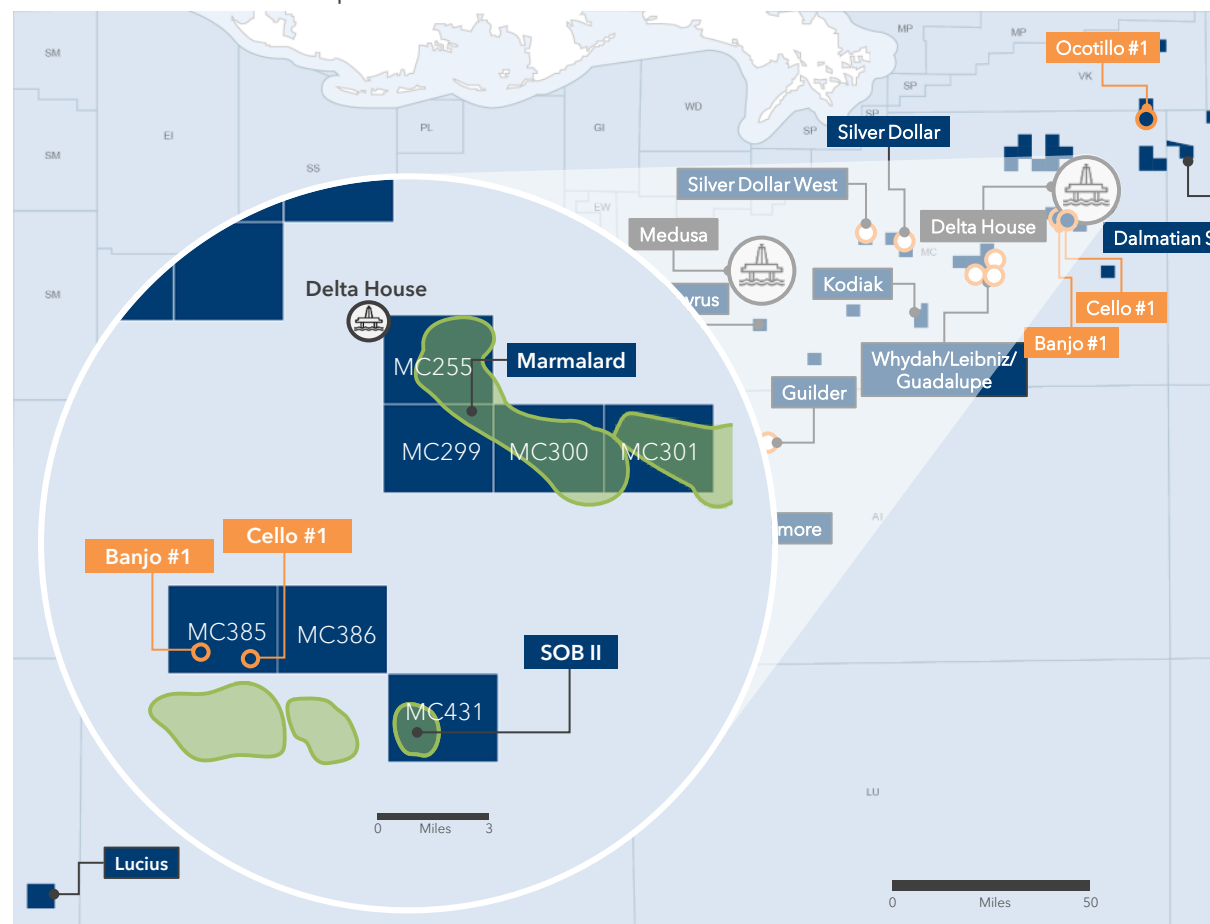 MP
MP
SM
Ocotillo #1
VK
SP
WD
SP
PL
GI
EI
SP
Silver Dollar
SM
SS
Silver Dollar West
EW
Delta House
Medusa
MC
Dalmatian S
SM
Kodiak
Delta House
yrus
Cello #1
Banjo #1
Whydah/Leibniz/
Guadalupe
MC255
Marmalard
Guilder
MC299
MC300
MC301
AT
more
Cello #1
Banjo #1
MC385
MC386
SOB II
MC431
LU
0 Miles 3
Lucius
0 Miles 50